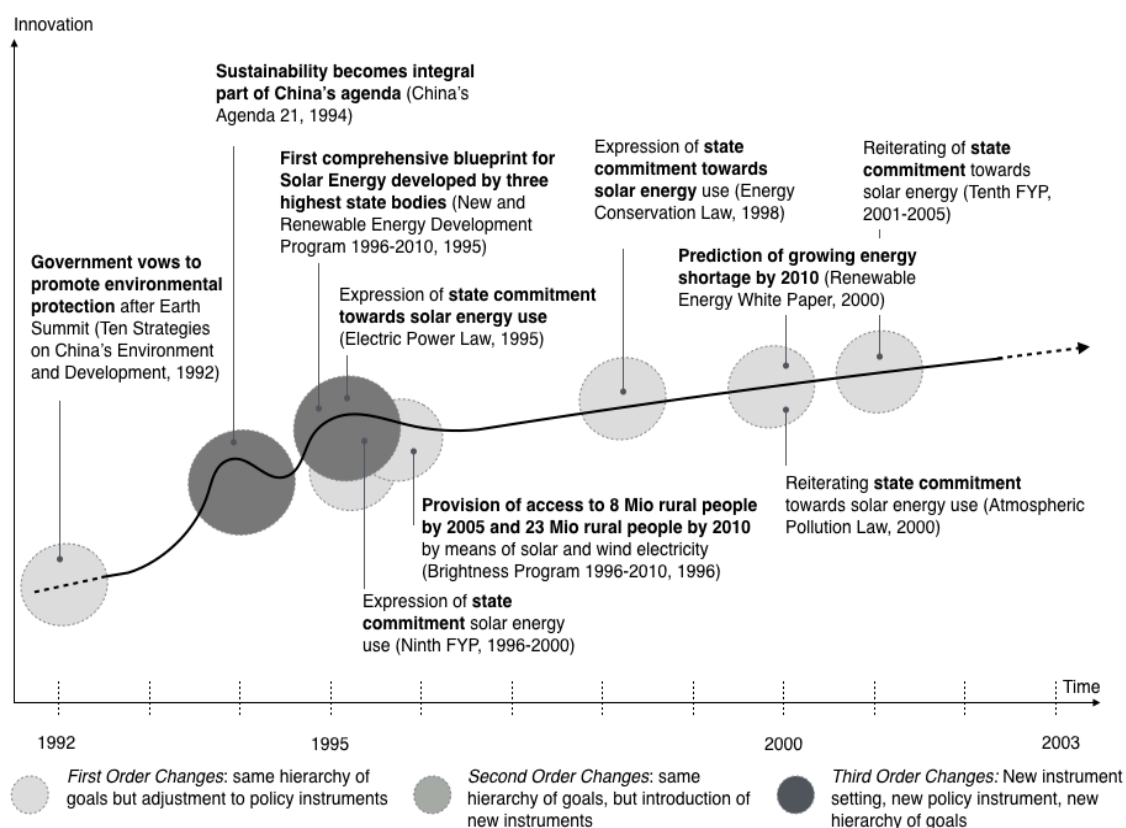 Innovation
Sustainability becomes integral
part of China's agenda (China's
Agenda 21, 1994)
First comprehensive blueprint for
Solar Energy developed by three
highest state bodies (New and
Renewable Energy Development
Program 1996-2010, 1995)
Expression of state
commitment towards
solar energy use (Energy
Conservation Law, 1998)
Reiterating of state
commitment towards
solar energy (Tenth FYP,
2001-2005)
Government vows to
promote environmental
protection after Earth
Summit (Ten Strategies
on China's Environment
and Development, 1992)
Expression of state commitment
towards solar energy use
(Electric Power Law, 1995)
Prediction of growing energy
shortage by 2010 (Renewable
Energy White Paper, 2000)
Provision of access to 8 Mio rural people
by 2005 and 23 Mio rural people by 2010
by means of solar and wind electricity
(Brightness Program 1996-2010, 1996)
Reiterating state commitment
towards solar energy use (Atmospheric
Pollution Law, 2000)
Expression of state
commitment solar energy
use (Ninth FYP, 1996-2000)
Time
1992
1995
2000
2003
First Order Changes: same hierarchy of
goals but adjustment to policy instruments
Second Order Changes: same
hierarchy of goals, but introduction of
new instruments
Third Order Changes: New instrument
setting, new policy instrument, new
hierarchy of goals